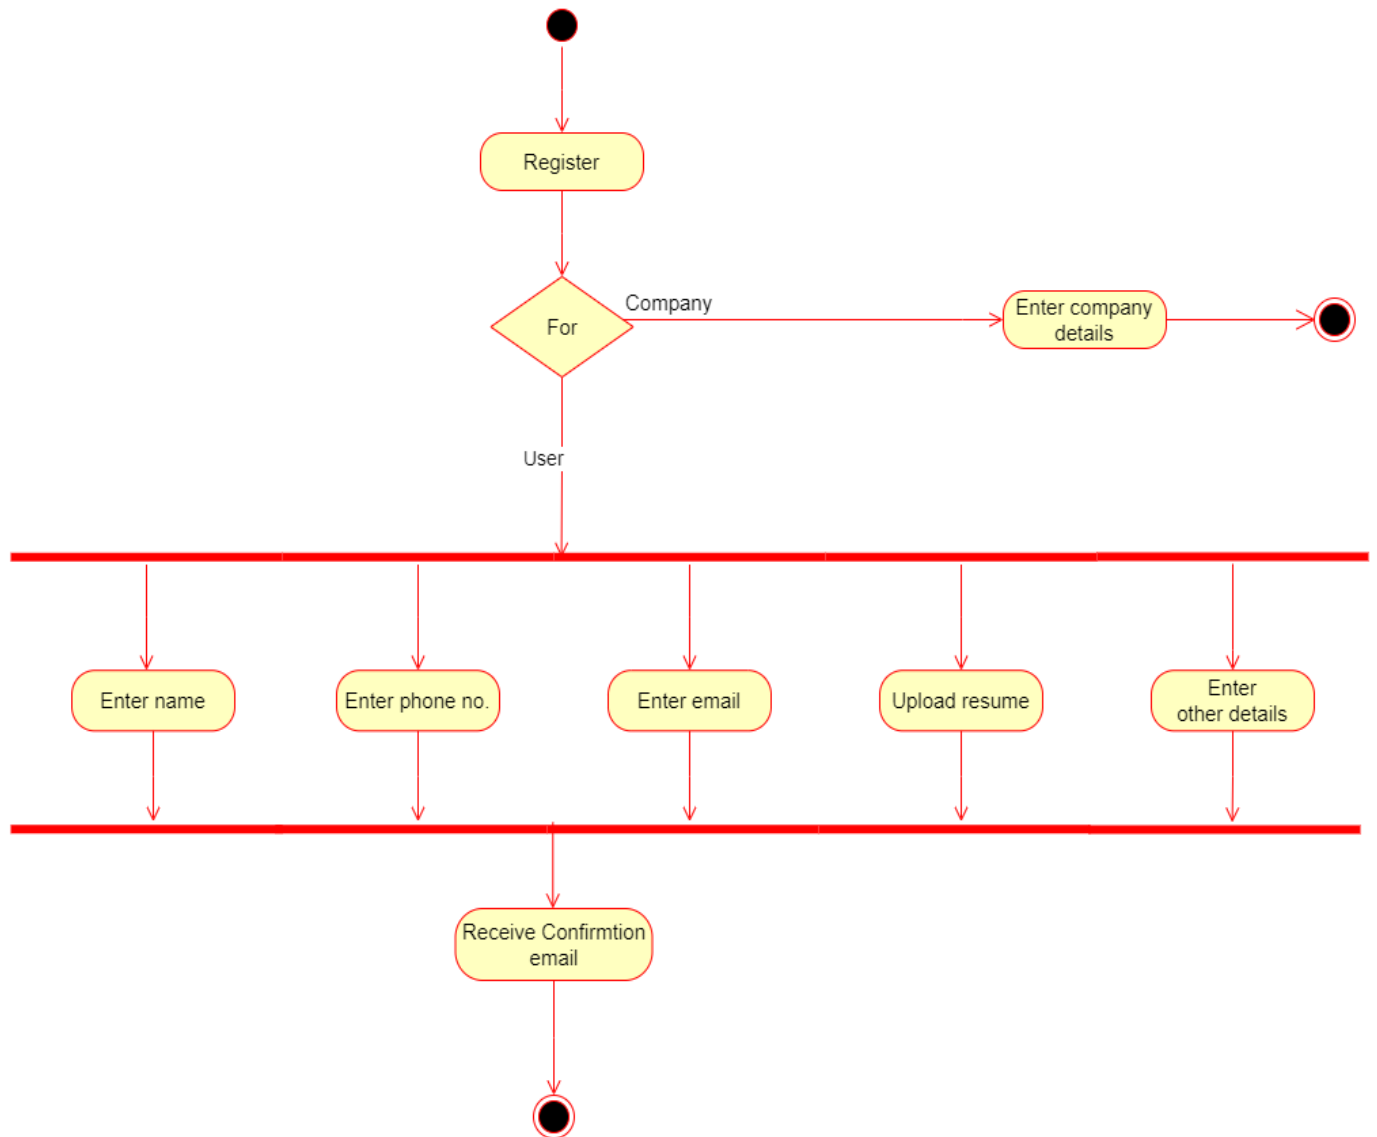 Register
For
Company
Enter company
details
User
Enter name
Enter phone no.
Enter email
Upload resume
Enter
other details
Receive Confirmtion
email